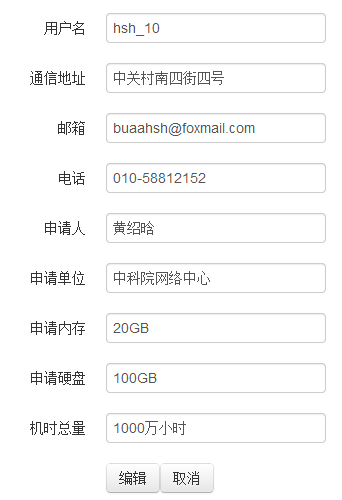 用户名 hsh_10
通信地址 中关村南四街四号
邮箱 buaahsh@foxmail.com
电话 010-58812152
申请人 黄绍晗
申请单位 中科院网络中心
申请内存 20GB
申请硬盘 100GB
机时总量 1000万小时
编辑 取消